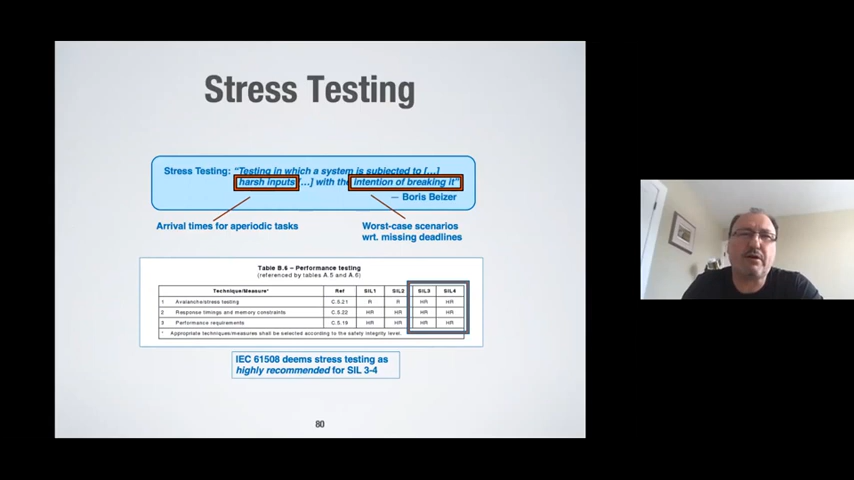 Stress Testing
Stress Testing: "Testing in which a system is subjected to [...]
harsh inputs [...] with the intention of breaking it"
— Boris Beizer
Arrival times for aperiodic tasks
Worst-case scenarios
wrt. missing deadlines
Table B.6 – Performance testing
(referenced by tables A.5 and A.6)
Technique/Measure* Ref SIL1 SIL2 SIL3 SIL4
1 Avalanche/stress testing C.5.21 R R HR HR
2 Response timings and memory constraints C.5.22 HR HR HR HR
3 Performance requirements C.5.19 HR HR HR HR
* Appropriate techniques/measures shall be selected according to the safety integrity level.
IEC 61508 deems stress testing as
highly recommended for SIL 3-4
80